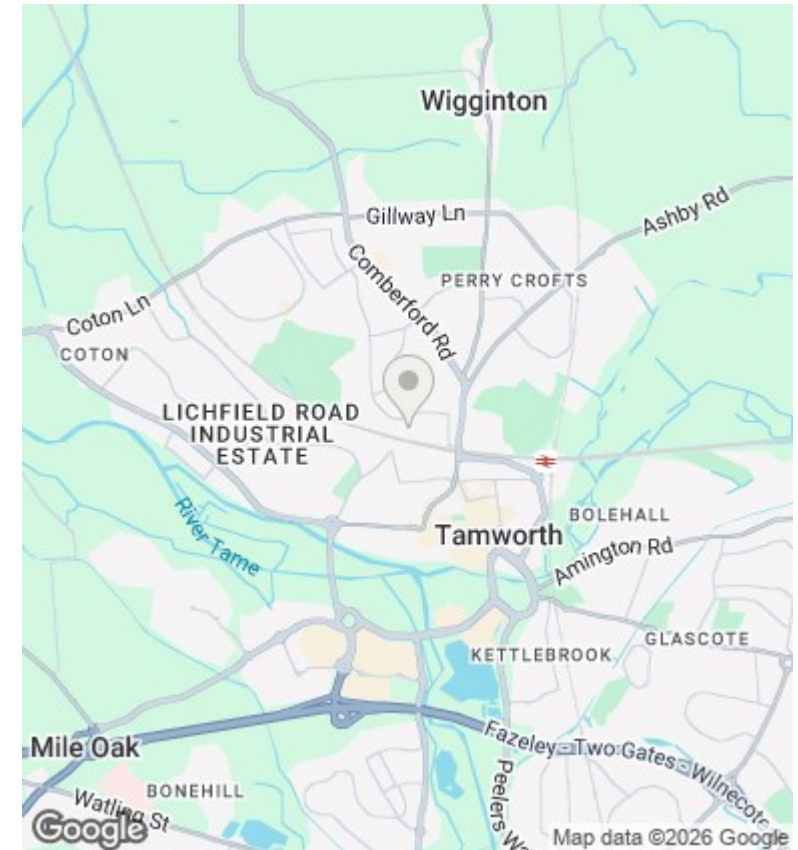 Wigginton
Gillway Ln
Ashby Rd
Comberford Rd
PERRY CROFTS
Coton Ln
COTON
LICHFIELD ROAD
INDUSTRIAL
ESTATE
River Tame
Tamworth
BOLEHALL
Amington Rd
GLASCOTE
KETTLEBROOK
Mile Oak
Fazeley - Two Gates - Wilnecote
BONEHILL
Watling St
Peelers
Google
Map data ©2026 Google